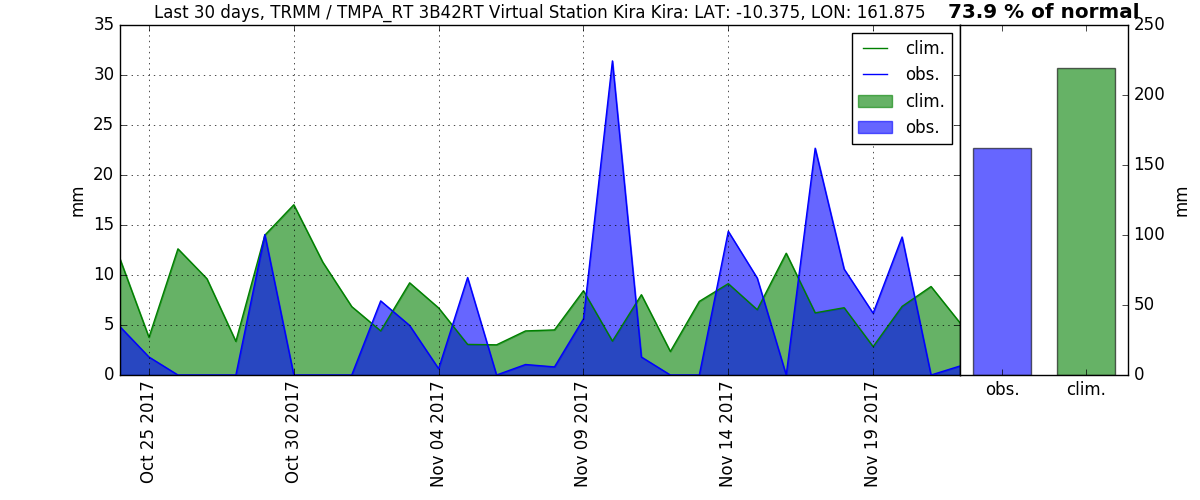 Last 30 days, TRMM / TMPA_RT 3B42RT Virtual Station Kira Kira: LAT: -10.375, LON: 161.875
73.9 % of normal
35
30
25
20
15
10
5
0
mm
clim.
obs.
clim.
obs.
250
200
150
100
50
0
mm
Oct 25 2017
Oct 30 2017
Nov 04 2017
Nov 09 2017
Nov 14 2017
Nov 19 2017
obs.
clim.